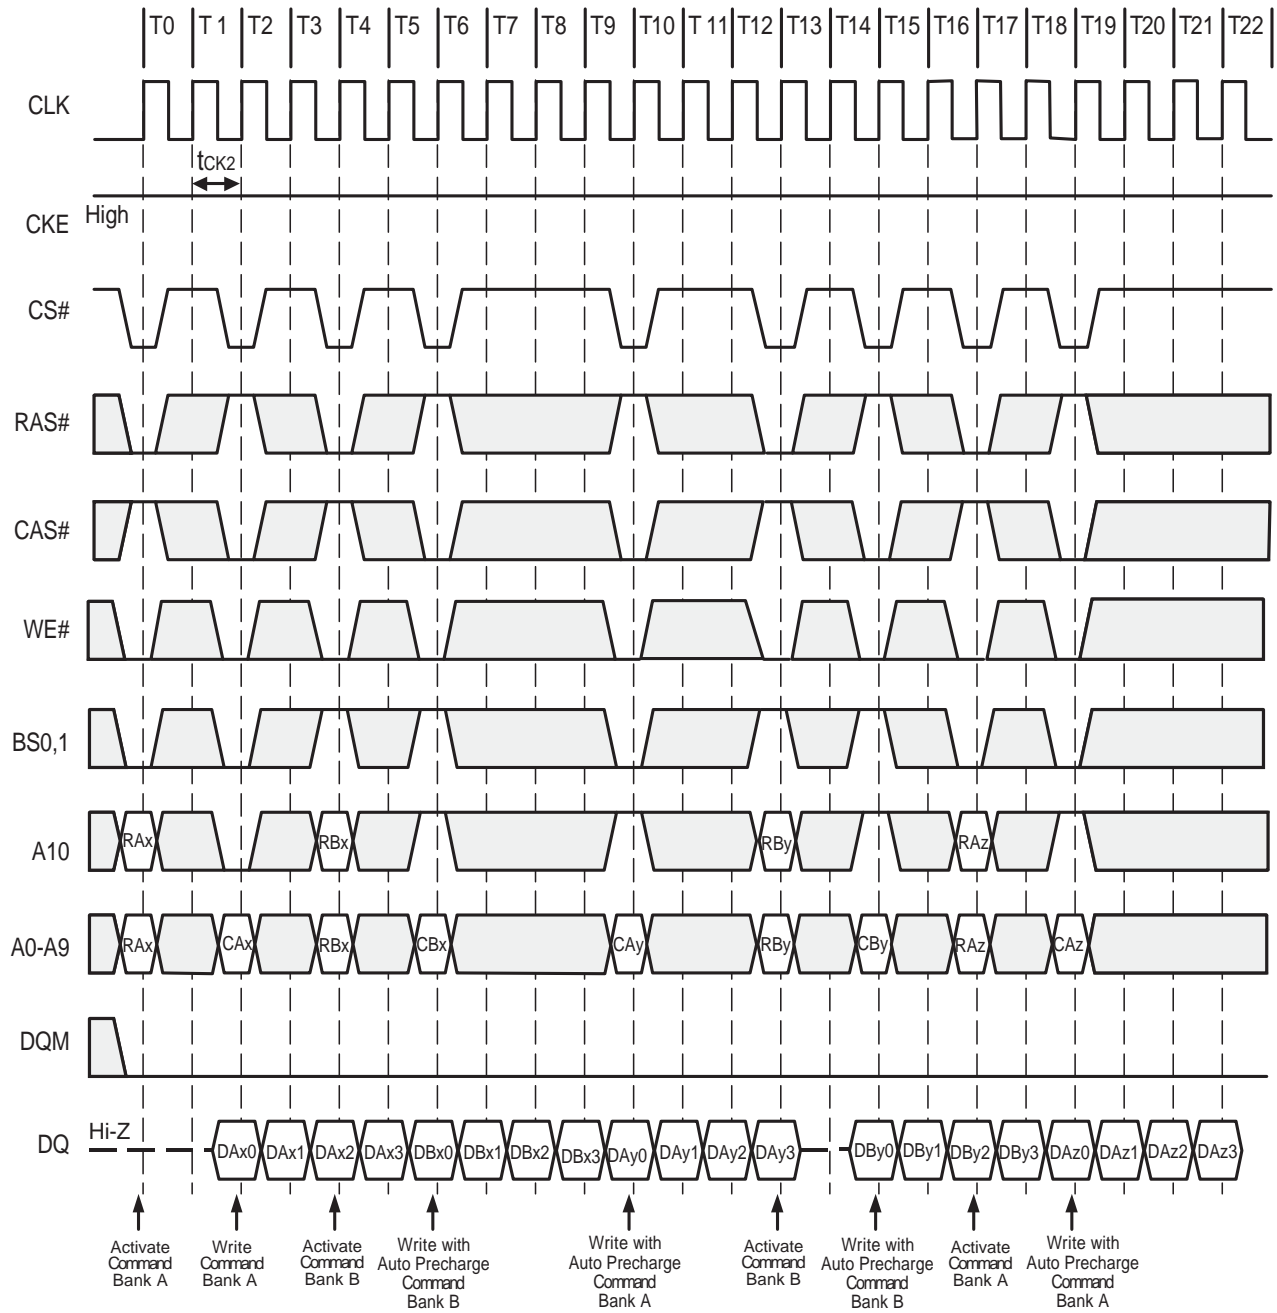 T0 T 1 T2 T3 T4 T5 T6 T7 T8 T9 T10 T 11 T12 T13 T14 T15 T16 T17 T18 T19 T20 T21 T22
CLK
tCK2
High
CKE
CS#
RAS#
CAS#
WE#
BS0,1
A10 RAx RBx RBy RAz
A0-A9 RAx CAx RBx CBx CAy RBy CBy RAz CAz
DQM
DQ Hi-Z DAx0 DAx1 DAx2 DAx3 DBx0 DBx1 DBx2 DBx3 DAy0 DAy1 DAy2 DAy3 DBy0 DBy1 DBy2 DBy3 DAz0 DAz1 DAz2 DAz3
Activate
Command
Bank A
Write
Command
Bank A
Activate
Command
Bank B
Write with
Auto Precharge
Command
Bank B
Write with
Auto Precharge
Command
Bank A
Activate
Command
Bank B
Write with
Auto Precharge
Command
Bank B
Activate
Command
Bank A
Write with
Auto Precharge
Command
Bank A